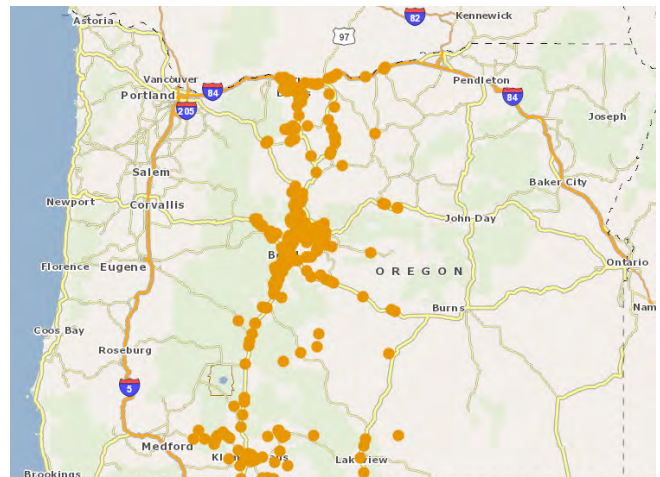 Astoria
Kennewick
82
97
Vancouver
84
Portland
205
Pendleton
84
Joseph
Salem
Baker City
Newport
Corvallis
John-Day
Florence
Eugene
OREGON
Ontario
Burns
Coos Bay
Roseburg
5
Medford
Brookings